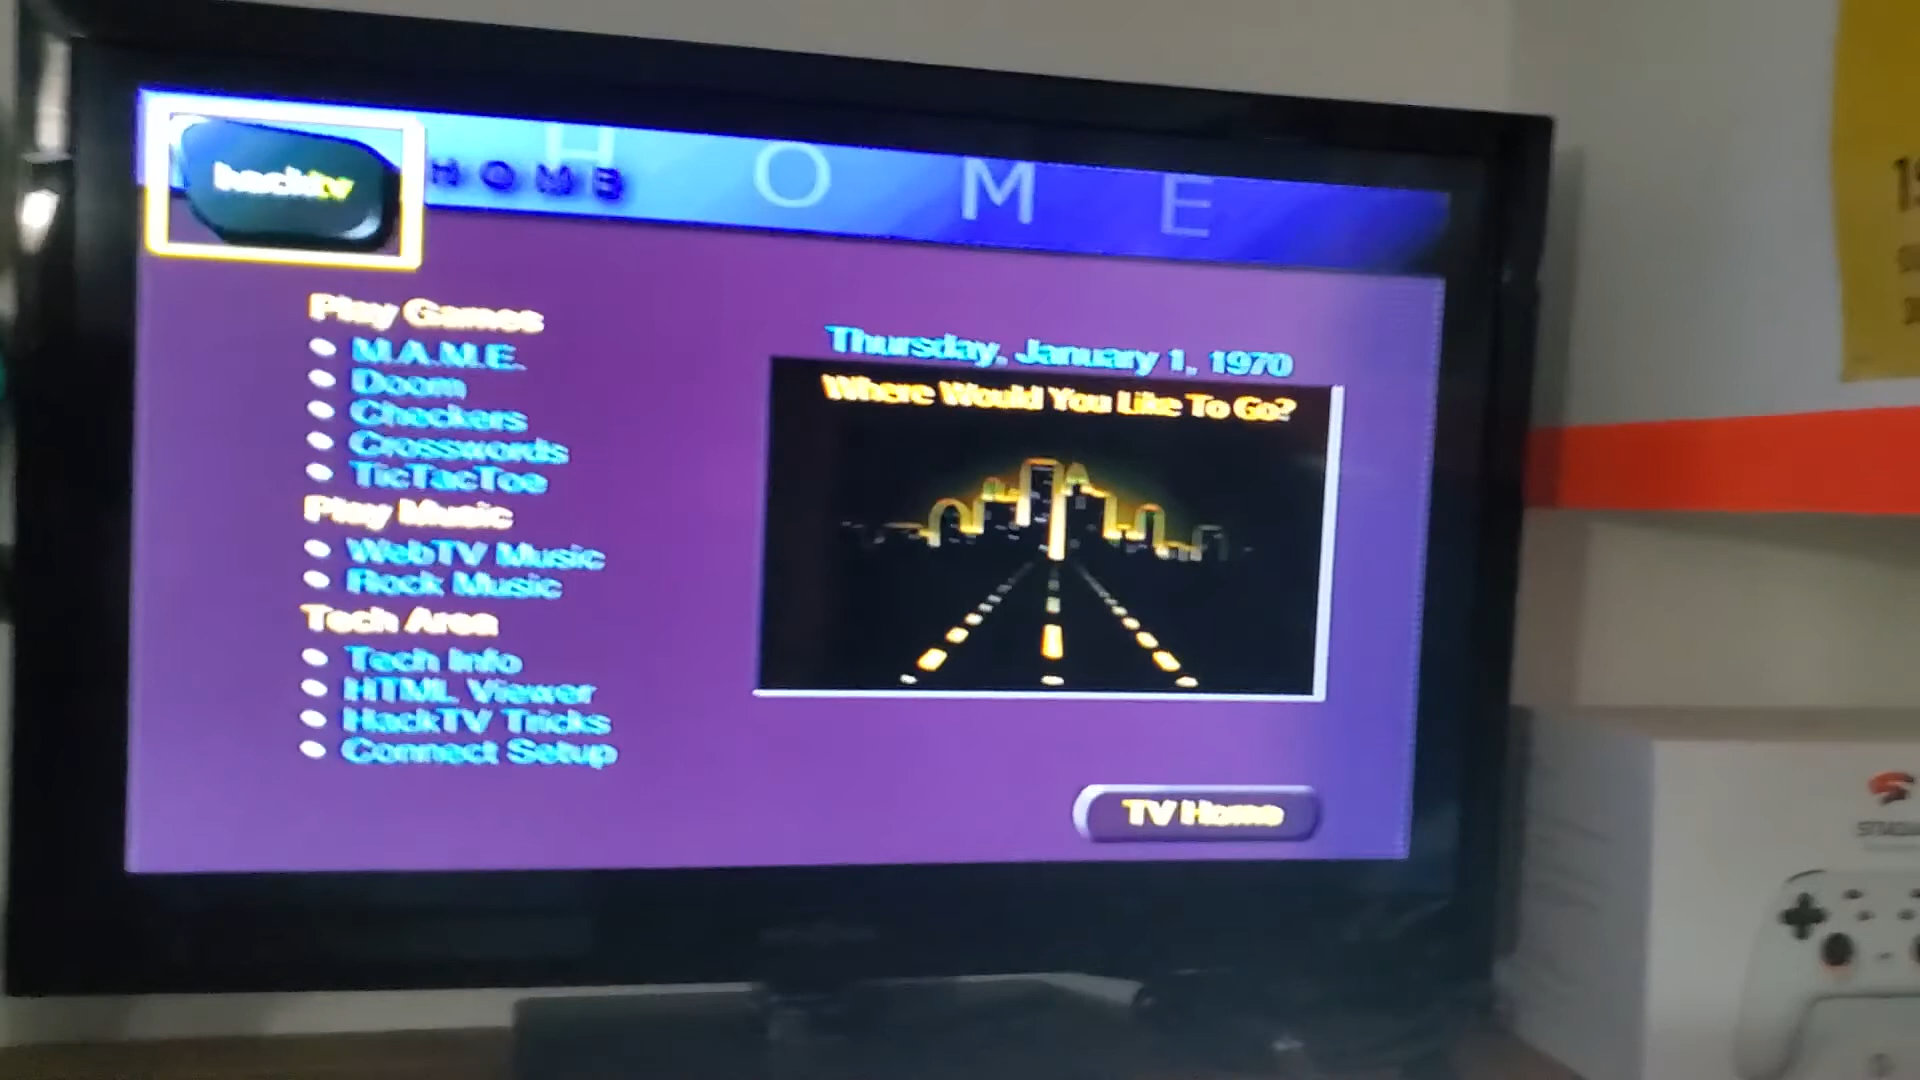 hacktv
HOME
HOME
Play Games
M.A.M.E.
Doom
Checkers
Crosswords
TicTacToe
Play Music
WebTV Music
Rock Music
Tech Area
Tech Info
HTML Viewer
HackTV Tricks
Connect Setup
Thursday, January 1, 1970
Where Would You Like To Go?
TV Home